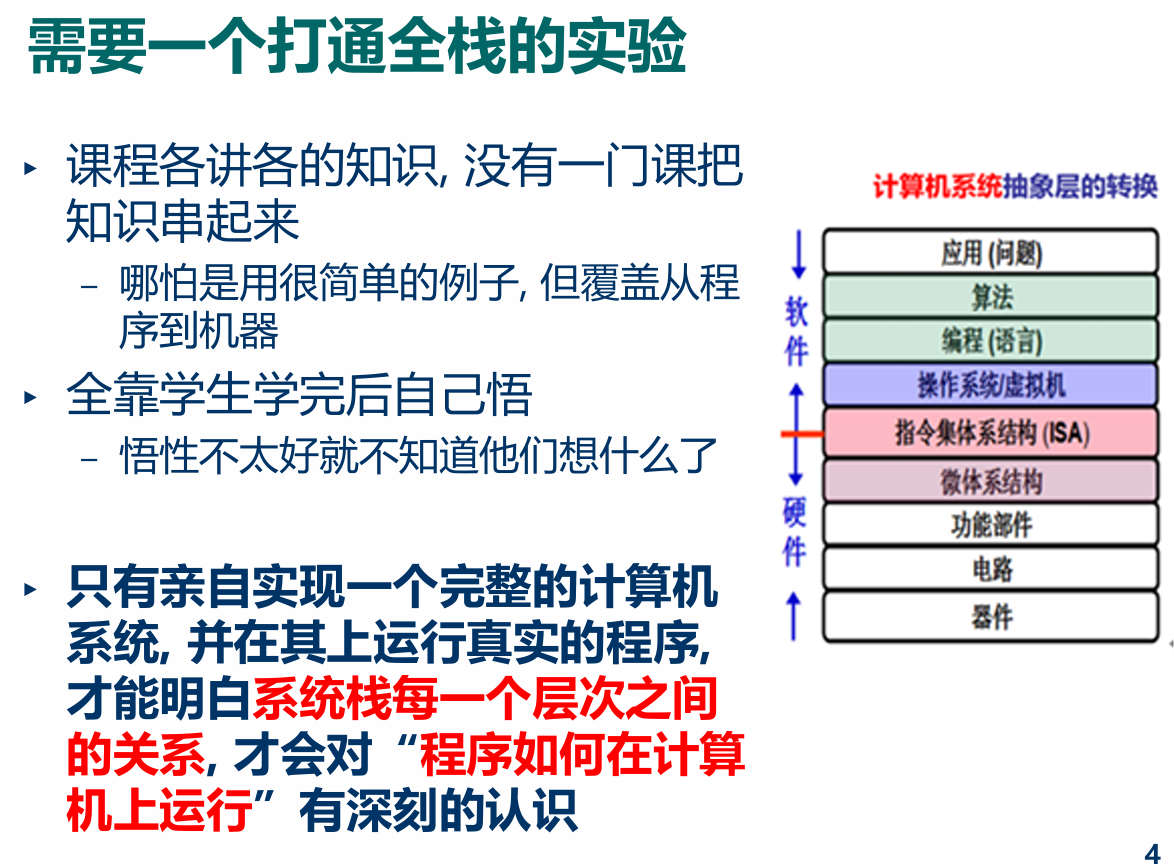 需要一个打通全栈的实验
▸ 课程各讲各的知识, 没有一门课把
知识串起来
– 哪怕是用很简单的例子, 但覆盖从程
序到机器
▸ 全靠学生学完后自己悟
– 悟性不太好就不知道他们想什么了
▸ 只有亲自实现一个完整的计算机
系统, 并在其上运行真实的程序,
才能明白系统栈每一个层次之间
的关系, 才会对“程序如何在计算
机上运行”有深刻的认识
计算机系统抽象层的转换
软件
硬件
应用 (问题)
算法
编程 (语言)
操作系统/虚拟机
指令集体系结构 (ISA)
微体系结构
功能部件
电路
器件
4